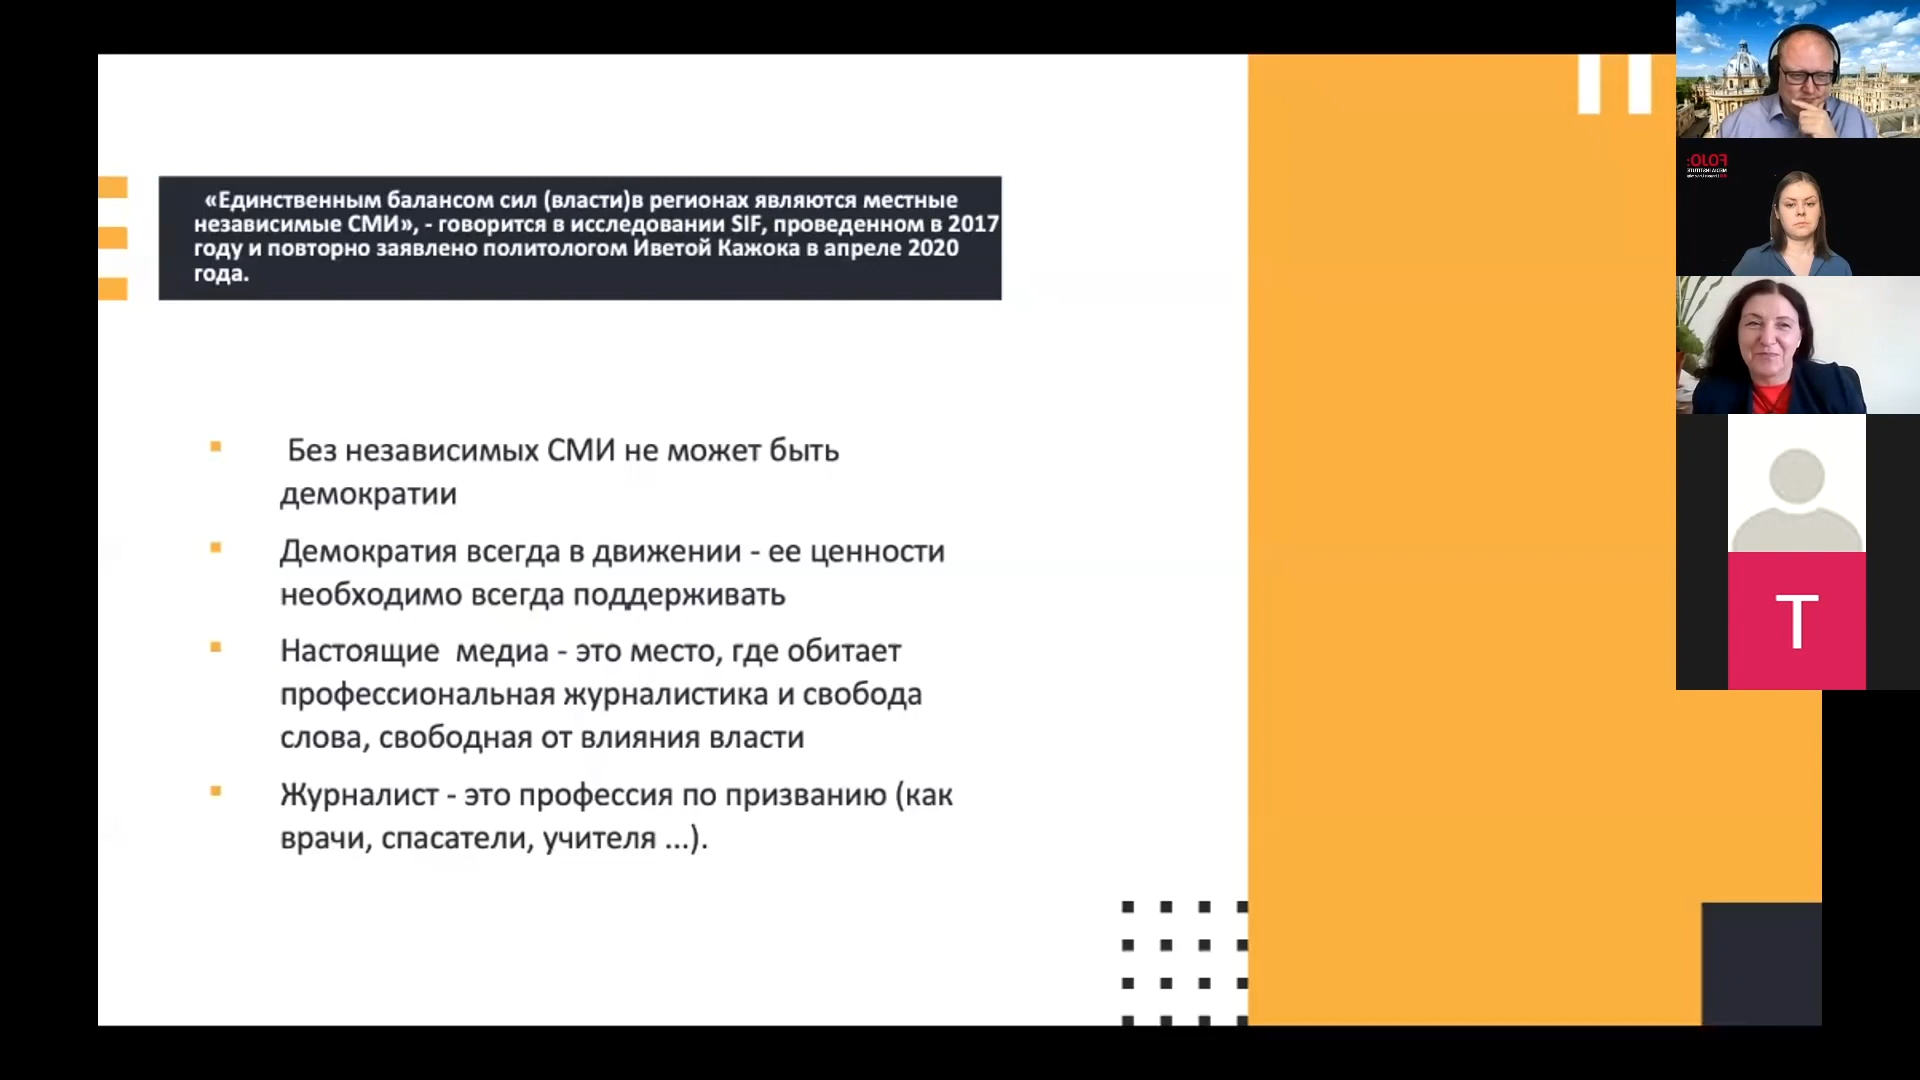 «Единственным балансом сил (власти)в регионах являются местные
независимые СМИ», - говорится в исследовании SIF, проведенном в 2017
году и повторно заявлено политологом Иветой Кажока в апреле 2020
года.
Без независимых СМИ не может быть
демократии
Демократия всегда в движении - ее ценности
необходимо всегда поддерживать
Настоящие  медиа - это место, где обитает
профессиональная журналистика и свобода
слова, свободная от влияния власти
Журналист - это профессия по призванию (как
врачи, спасатели, учителя ...).
FOJO:
MEDIA INSTITUTE
T